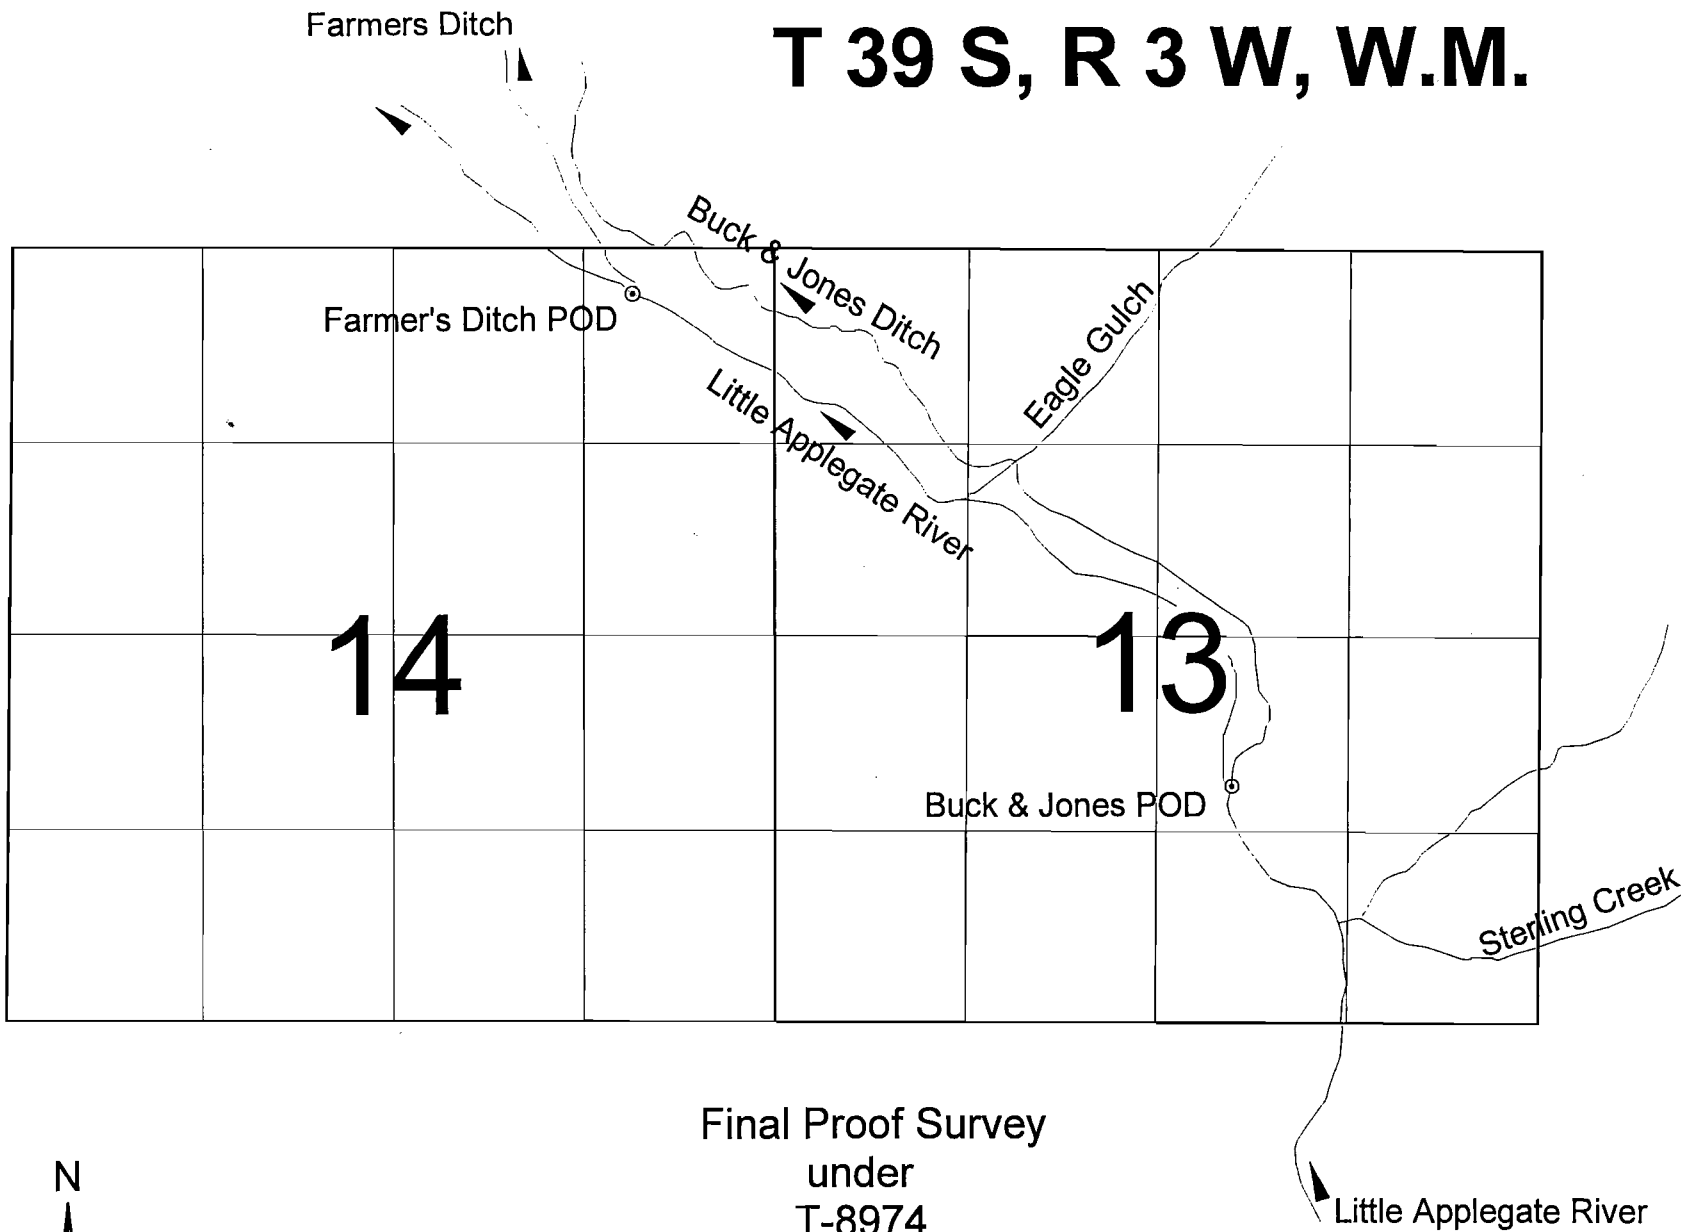 Farmers Ditch
T 39 S, R 3 W, W.M.
Buck & Jones Ditch
Farmer's Ditch POD
Eagle Gulch
Little Applegate River
14
13
Buck & Jones POD
Sterling Creek
Final Proof Survey
under
T-8974
N
Little Applegate River